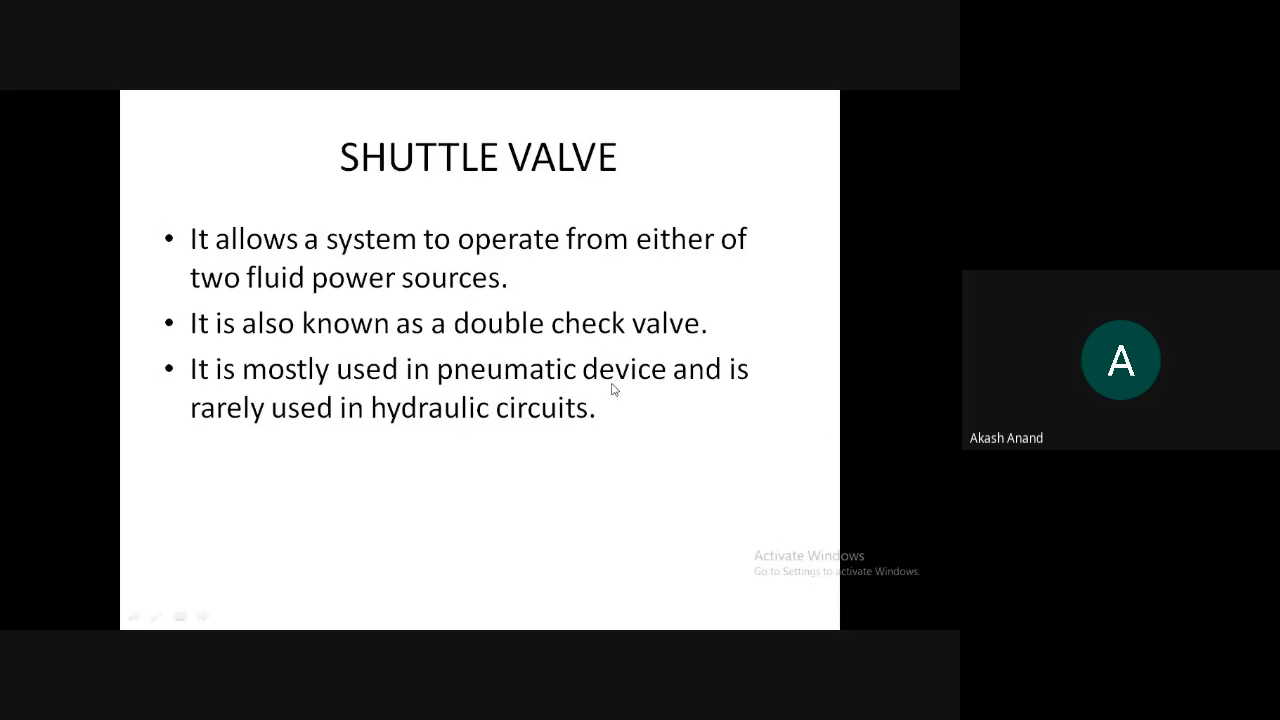 SHUTTLE VALVE
• It allows a system to operate from either of
two fluid power sources.
• It is also known as a double check valve.
• It is mostly used in pneumatic device and is
rarely used in hydraulic circuits.
A
Akash Anand
Activate Windows
Go to Settings to activate Windows.